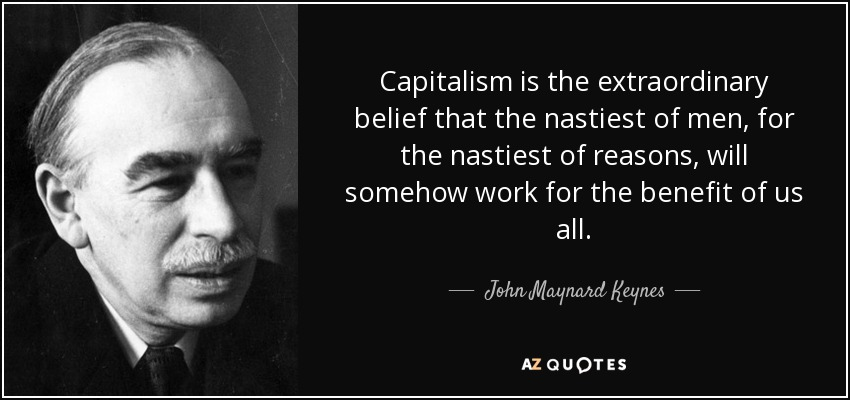 Capitalism is the extraordinary
belief that the nastiest of men, for
the nastiest of reasons, will
somehow work for the benefit of us
all.
John Maynard Keynes
AZ QUOTES